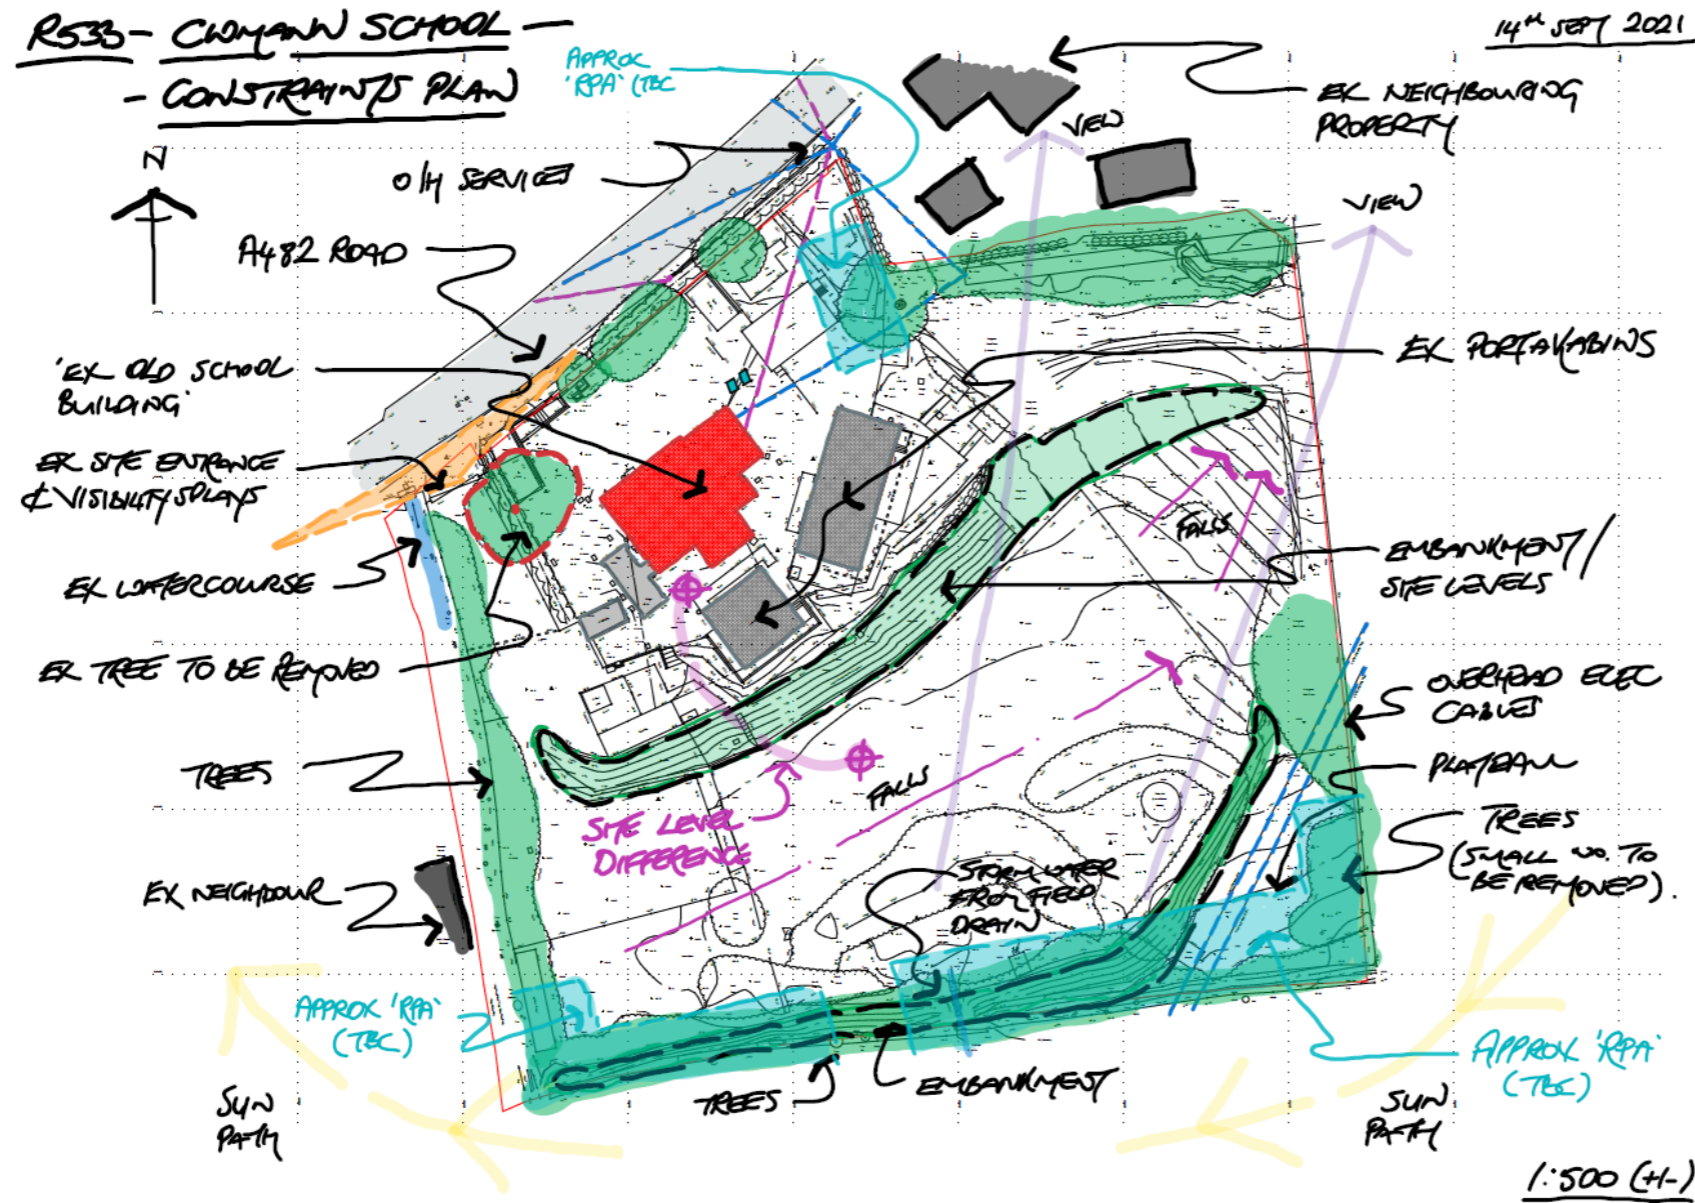 R533 - CWMANN SCHOOL -
- CONSTRAINTS PLAN
14TH SEPT 2021
APPROX
'RPA' (TBC
EX NEIGHBOURING
PROPERTY
VIEW
VIEW
N
O/H SERVICES
A482 ROAD
'EX OLD SCHOOL
BUILDING'
EX PORTAKABINS
EX SITE ENTRANCE
& VISIBILITY SPLAYS
FALLS
EMBANKMENT/
SITE LEVELS
EX WATERCOURSE
EX TREE TO BE REMOVED
OVERHEAD ELEC
CABLES
TREES
FALLS
PLATEAU
SITE LEVEL
DIFFERENCE
TREES
(SMALL NO. TO
BE REMOVED).
EX NEIGHBOUR
STORM WATER
FROM FIELD
DRAIN
APPROX 'RPA'
(TBC)
APPROX 'RPA'
(TBC)
TREES
EMBANKMENT
SUN
PATH
SUN
PATH
1:500 (+/-)